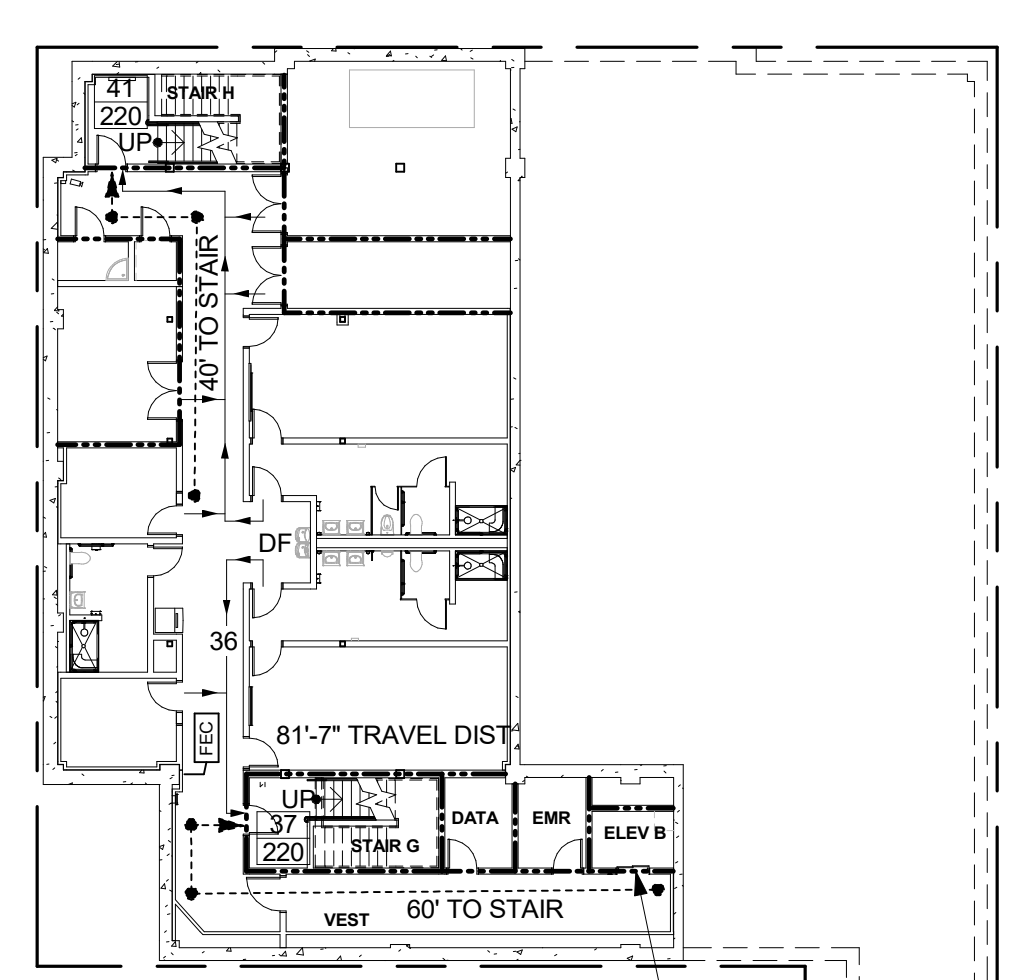 41
220
STAIR H
UP
40' TO STAIR
DF
36
FEC
81'-7" TRAVEL DIST
UP
37
220
STAIR G
DATA
EMR
ELEV B
VEST
60' TO STAIR